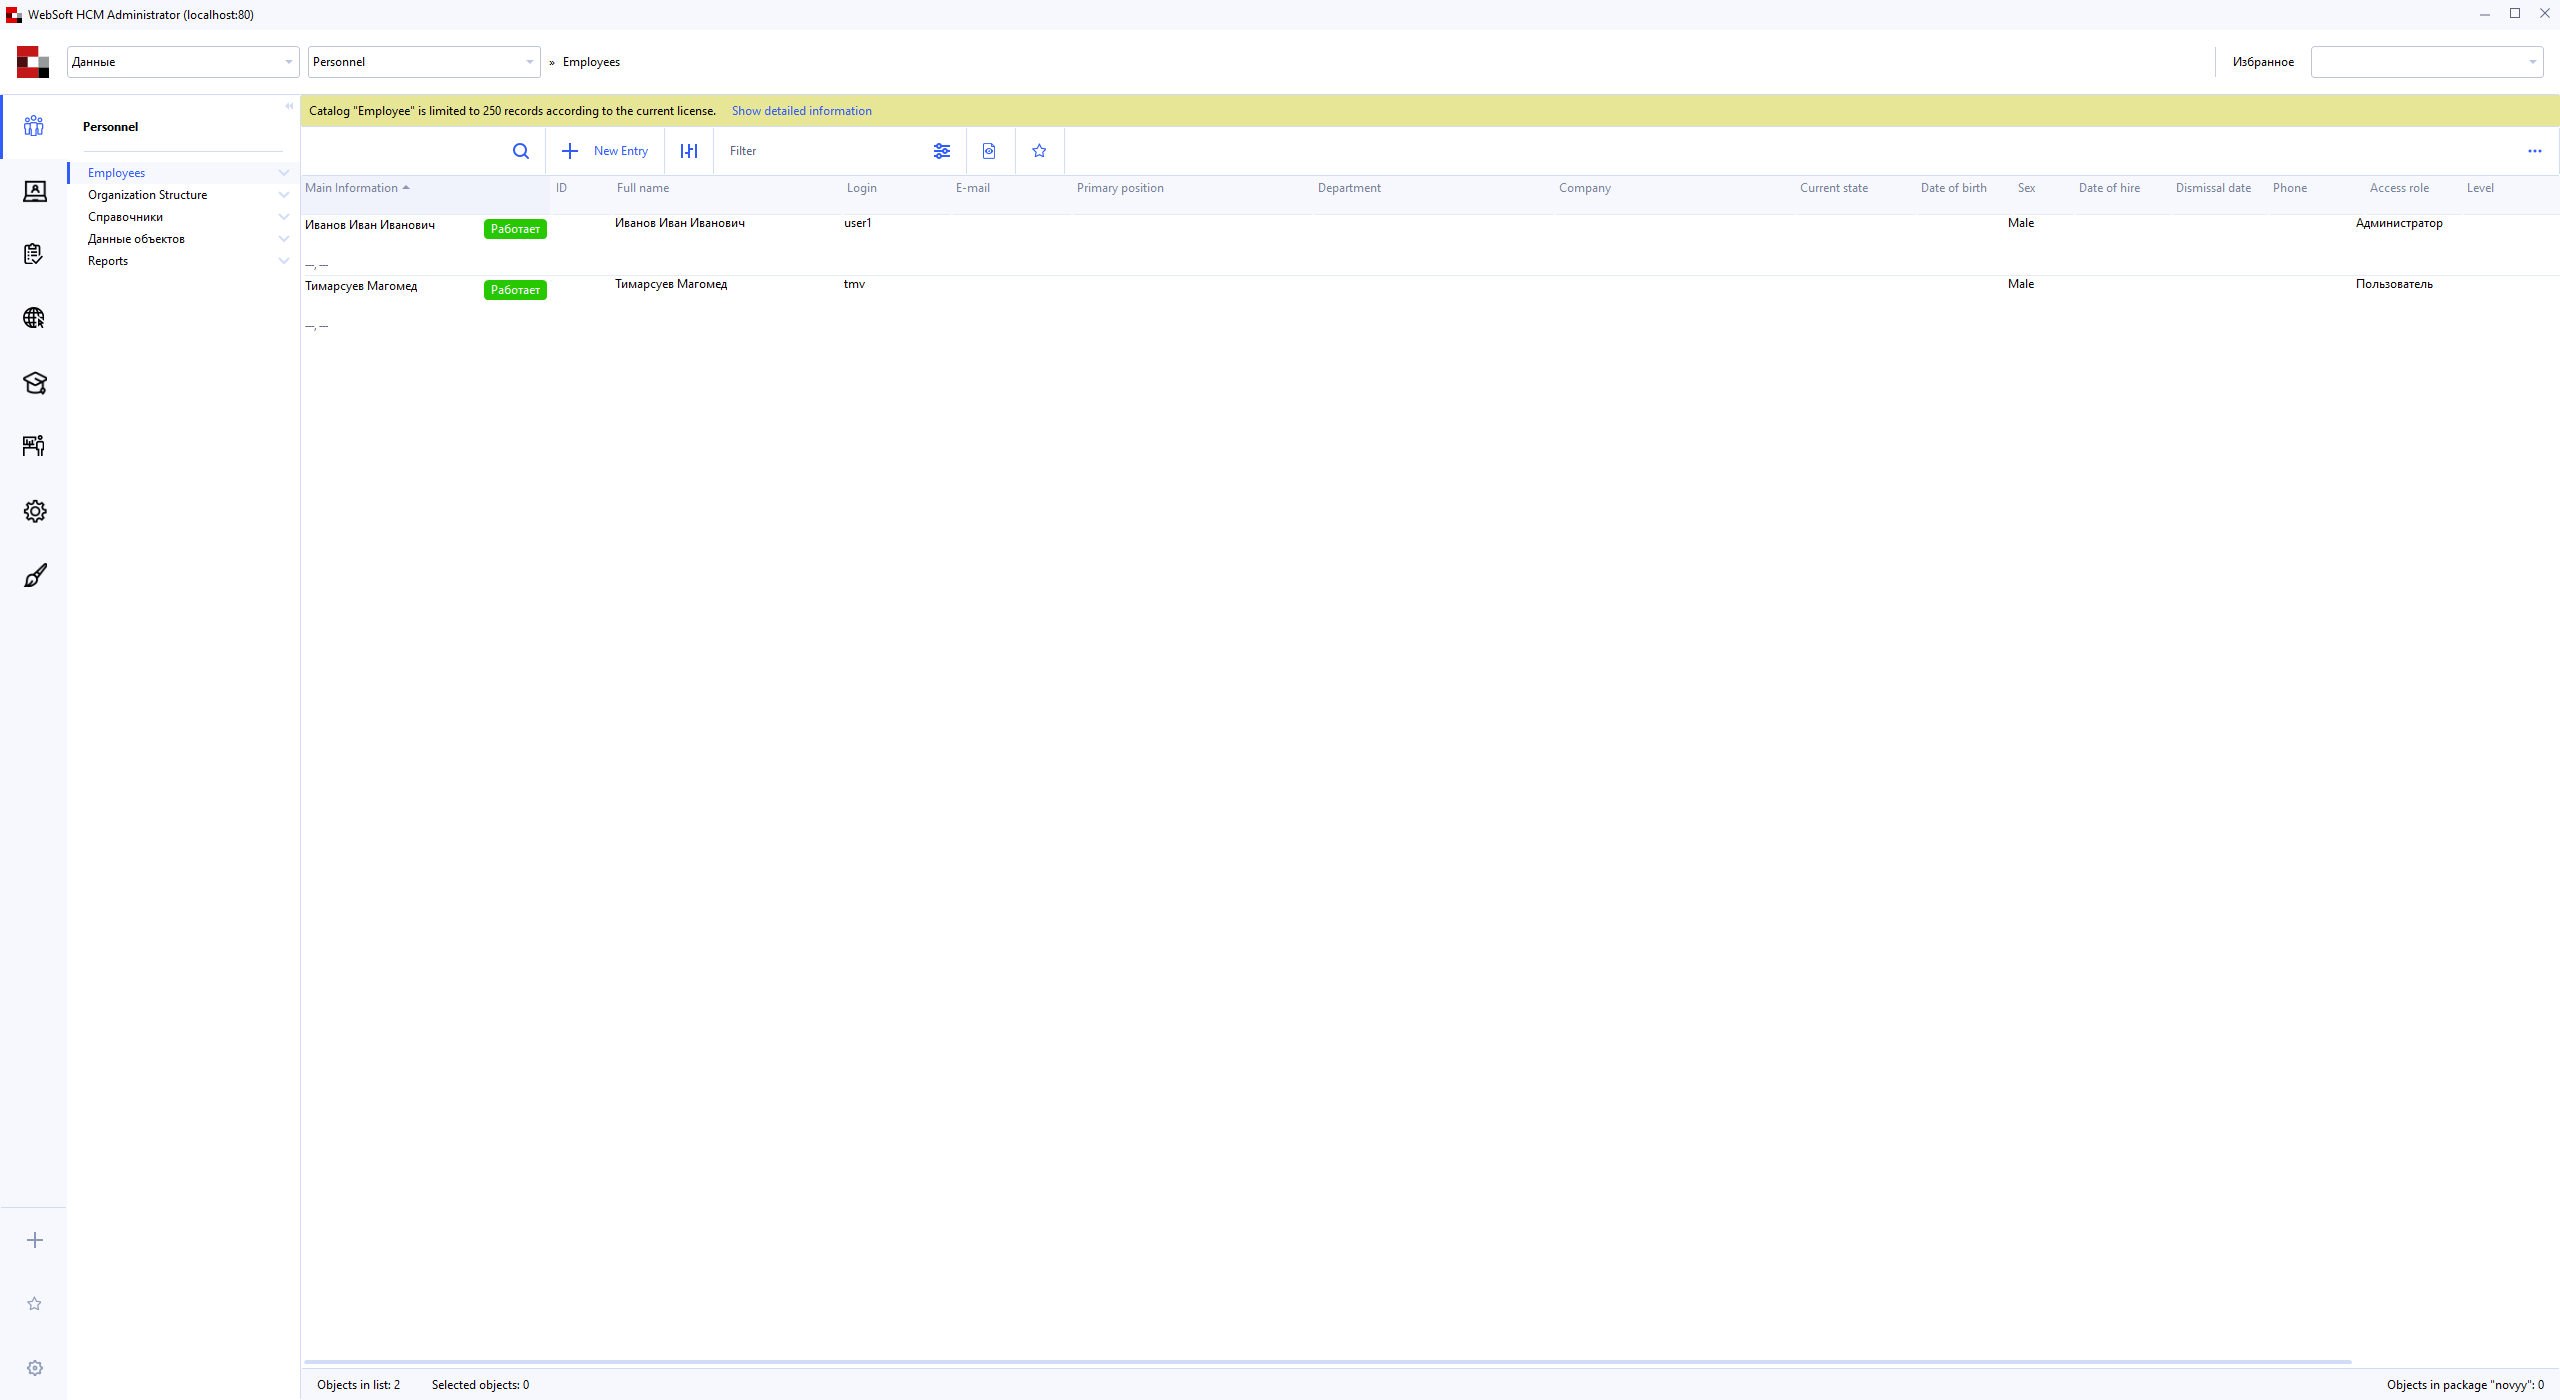 WebSoft HCM Administrator (localhost:80)
Данные
Personnel
» Employees
Избранное
Personnel
Employees
Organization Structure
Справочники
Данные объектов
Reports
Catalog "Employee" is limited to 250 records according to the current license. Show detailed information
New Entry
Filter
Main Information ID Full name Login E-mail Primary position Department Company Current state Date of birth Sex Date of hire Dismissal date Phone Access role Level
Иванов Иван Иванович Работает Иванов Иван Иванович user1 Male Администратор
—, —
Тимарсуев Магомед Работает Тимарсуев Магомед tmv Male Пользователь
—, —
Objects in list: 2 Selected objects: 0 Objects in package "novyy": 0